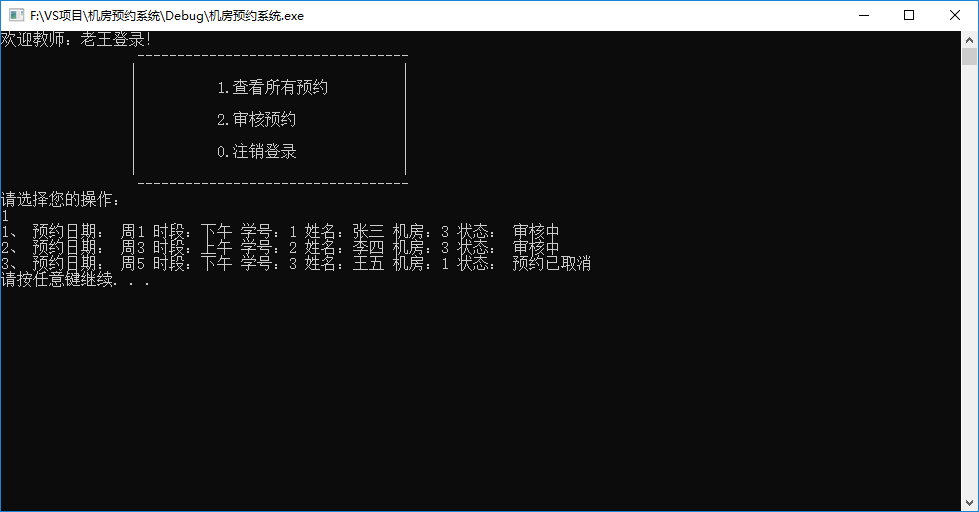 F:\VS项目\机房预约系统\Debug\机房预约系统.exe
欢迎教师：老王登录!
----------------------------------
1.查看所有预约
2.审核预约
0.注销登录
----------------------------------
请选择您的操作：
1
1、 预约日期： 周1 时段：下午 学号：1 姓名：张三 机房：3 状态： 审核中
2、 预约日期： 周3 时段：上午 学号：2 姓名：李四 机房：3 状态： 审核中
3、 预约日期： 周5 时段：下午 学号：3 姓名：王五 机房：1 状态： 预约已取消
请按任意键继续. . .